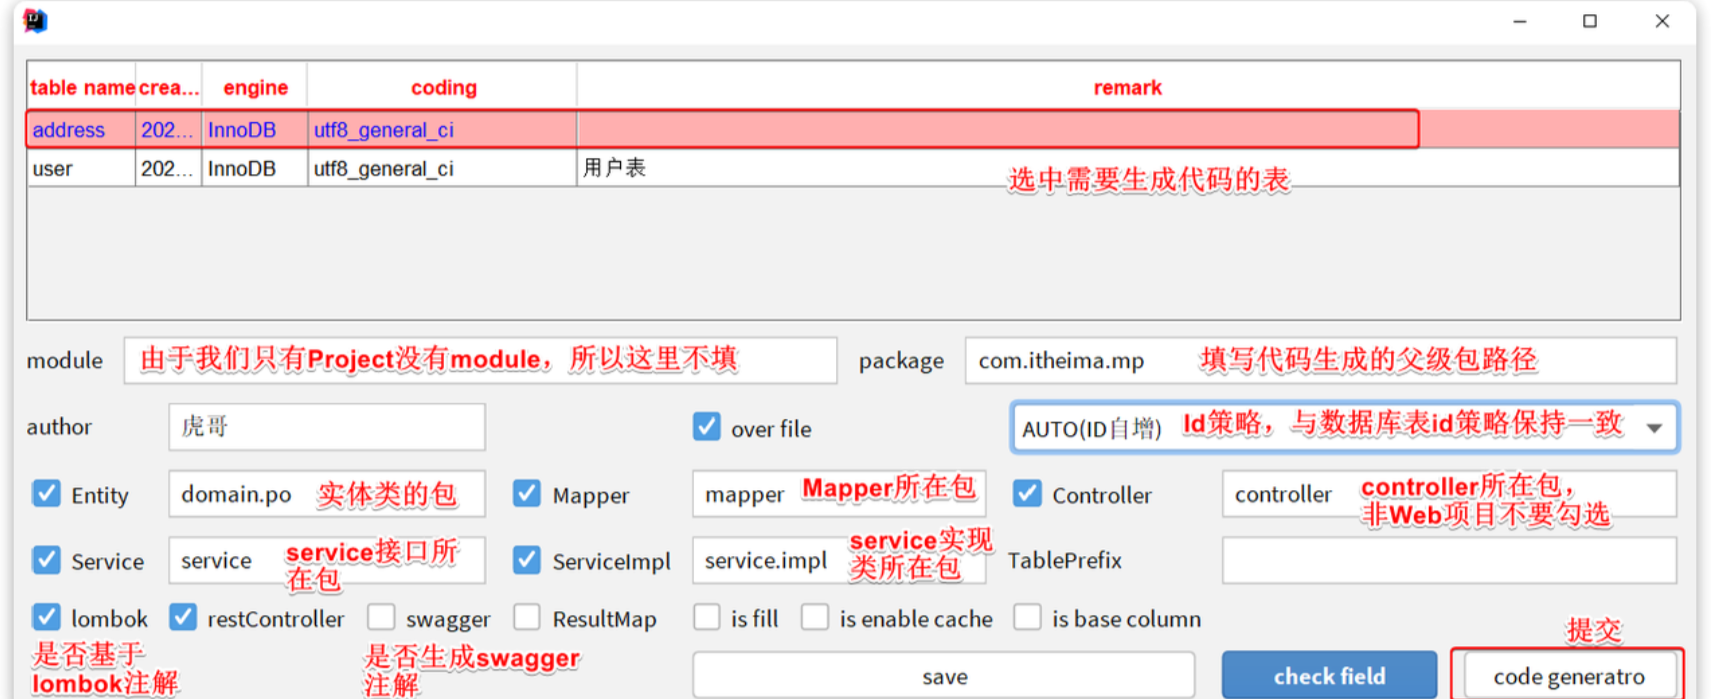 table name crea... engine coding remark
address 202... InnoDB utf8_general_ci
user 202... InnoDB utf8_general_ci 用户表
选中需要生成代码的表
module 由于我们只有Project没有module，所以这里不填 package com.itheima.mp 填写代码生成的父级包路径
author 虎哥 over file AUTO(ID自增) Id策略，与数据库表id策略保持一致
Entity domain.po 实体类的包 Mapper mapper Mapper所在包 Controller controller controller所在包，
非Web项目不要勾选
Service service service接口所
在包
ServiceImpl service.impl service实现
类所在包
TablePrefix
lombok restController swagger ResultMap is fill is enable cache is base column
是否基于
lombok注解
是否生成swagger
注解
提交
save check field code generatro